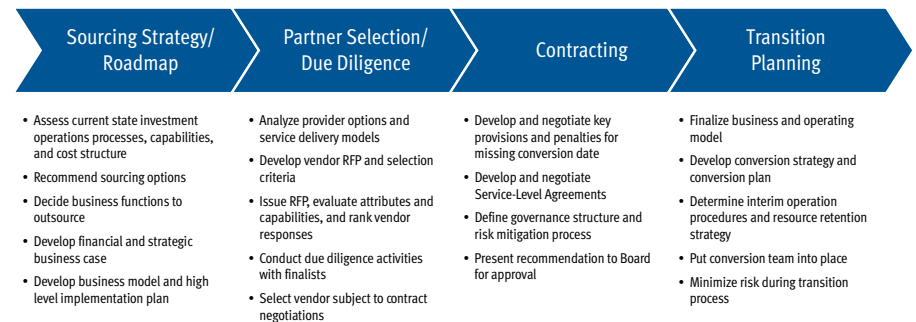 Sourcing Strategy/
Roadmap
Partner Selection/
Due Diligence
Contracting
Transition
Planning
• Assess current state investment
operations processes, capabilities,
and cost structure
• Recommend sourcing options
• Decide business functions to
outsource
• Develop financial and strategic
business case
• Develop business model and high
level implementation plan
• Analyze provider options and
service delivery models
• Develop vendor RFP and selection
criteria
• Issue RFP, evaluate attributes and
capabilities, and rank vendor
responses
• Conduct due diligence activities
with finalists
• Select vendor subject to contract
negotiations
• Develop and negotiate key
provisions and penalties for
missing conversion date
• Develop and negotiate
Service-Level Agreements
• Define governance structure and
risk mitigation process
• Present recommendation to Board
for approval
• Finalize business and operating
model
• Develop conversion strategy and
conversion plan
• Determine interim operation
procedures and resource retention
strategy
• Put conversion team into place
• Minimize risk during transition
process